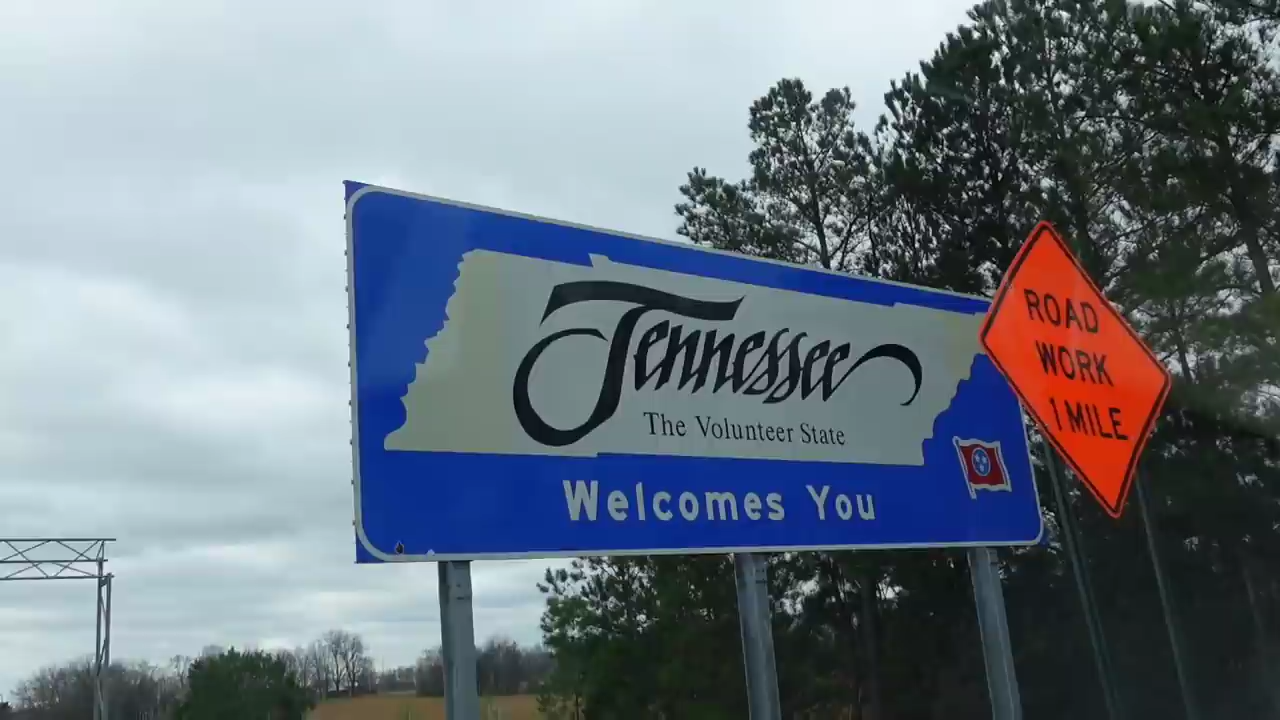 Tennessee
The Volunteer State
Welcomes You
ROAD
WORK
1 MILE